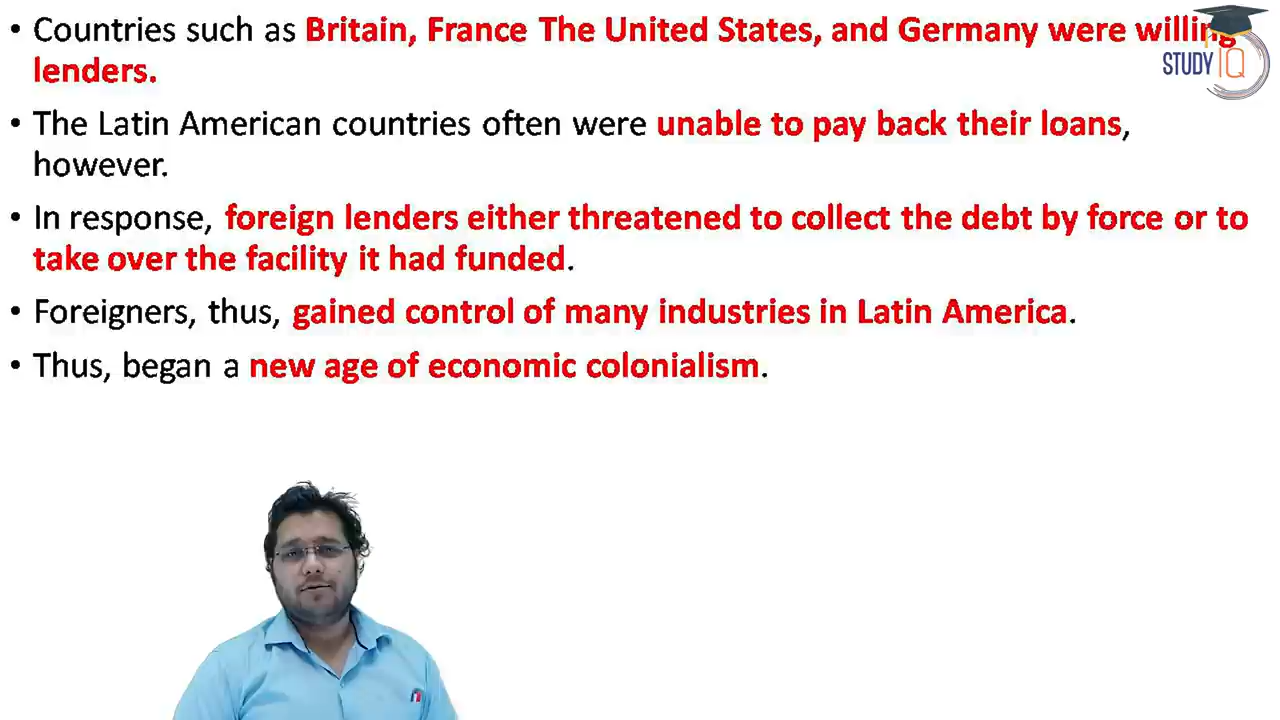 • Countries such as Britain, France The United States, and Germany were willing
lenders.
• The Latin American countries often were unable to pay back their loans,
however.
• In response, foreign lenders either threatened to collect the debt by force or to
take over the facility it had funded.
• Foreigners, thus, gained control of many industries in Latin America.
• Thus, began a new age of economic colonialism.
STUDY IQ